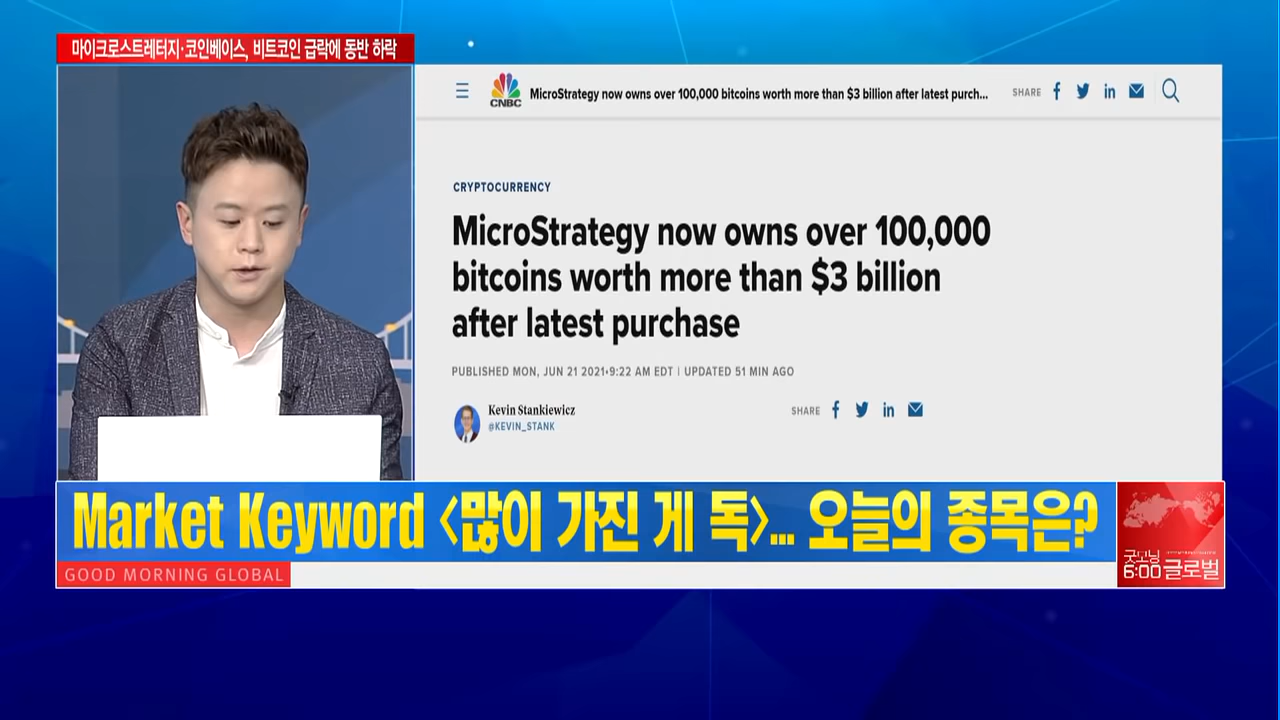 마이크로스트레터지·코인베이스, 비트코인 급락에 동반 하락
CNBC
MicroStrategy now owns over 100,000 bitcoins worth more than $3 billion after latest purch...
SHARE
CRYPTOCURRENCY
MicroStrategy now owns over 100,000
bitcoins worth more than $3 billion
after latest purchase
PUBLISHED MON, JUN 21 2021•9:22 AM EDT | UPDATED 51 MIN AGO
Kevin Stankiewicz
@KEVIN_STANK
SHARE
Market Keyword <많이 가진 게 독>... 오늘의 종목은?
GOOD MORNING GLOBAL
굿모닝
6:00 글로벌